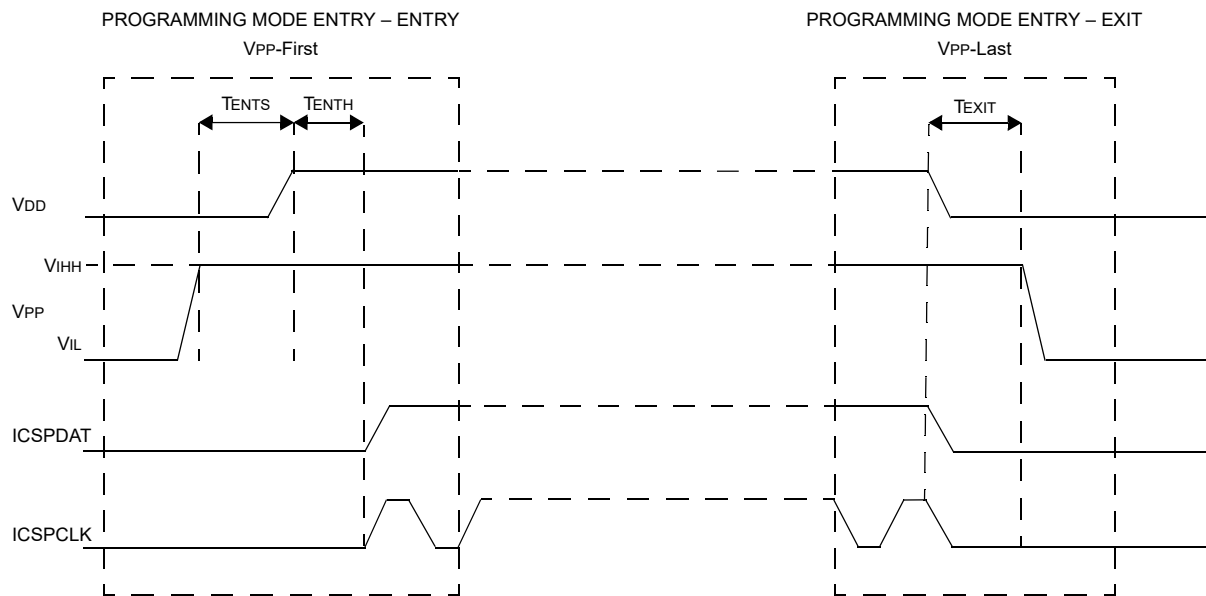 PROGRAMMING MODE ENTRY – ENTRY
VPP-First
PROGRAMMING MODE ENTRY – EXIT
VPP-Last
TENTS
TENTH
TEXIT
VDD
VIHH
VPP
VIL
ICSPDAT
ICSPCLK